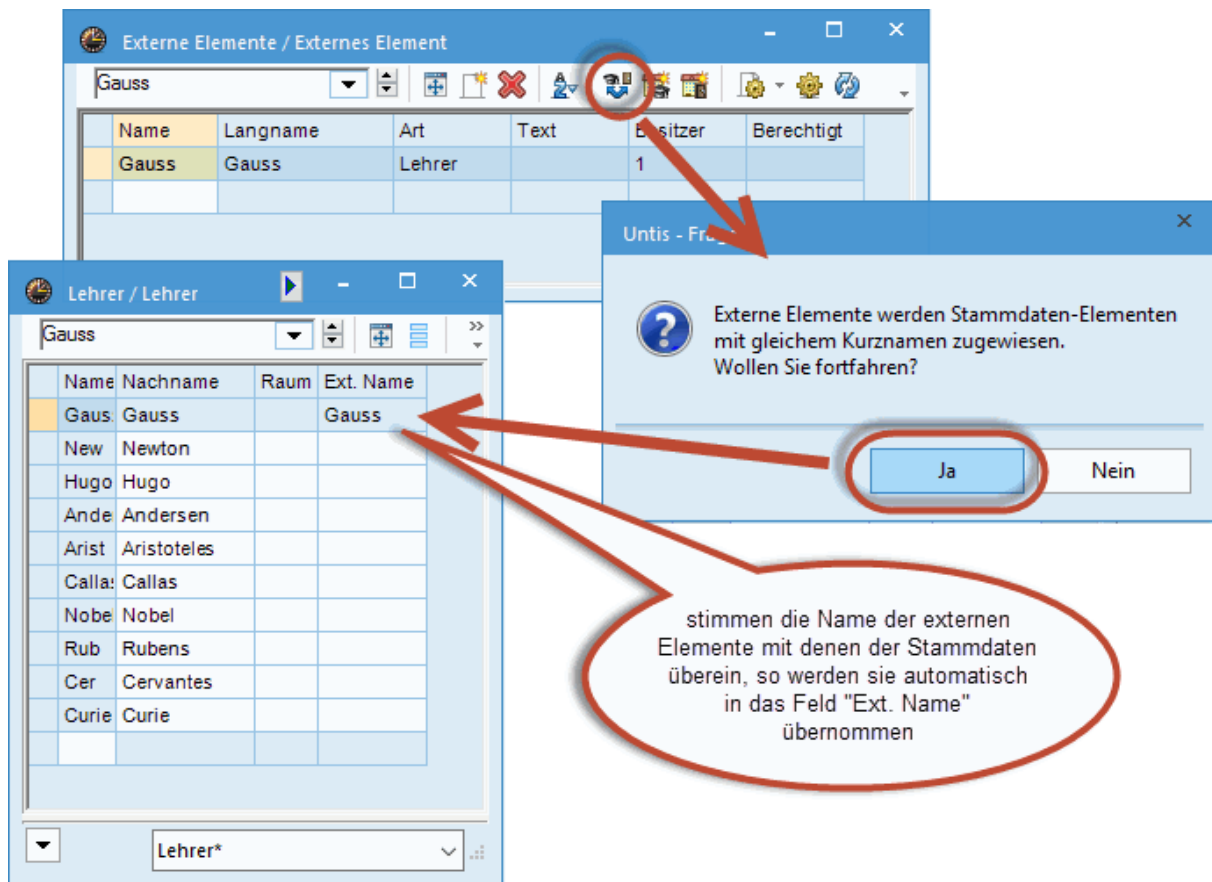 Externe Elemente / Externes Element
Gauss
Name Langname Art Text Besitzer Berechtigt
Gauss Gauss Lehrer 1
Untis -
Externe Elemente werden Stammdaten-Elementen
mit gleichem Kurznamen zugewiesen.
Wollen Sie fortfahren?
Ja Nein
Lehrer / Lehrer
Gauss
Name Nachname Raum Ext. Name
Gaus Gauss Gauss
New Newton
Hugo Hugo
Ande Andersen
Arist Aristoteles
Callas Callas
Nobe Nobel
Rub Rubens
Cer Cervantes
Curie Curie
Lehrer*
stimmen die Name der externen
Elemente mit denen der Stammdaten
überein, so werden sie automatisch
in das Feld "Ext. Name"
übernommen